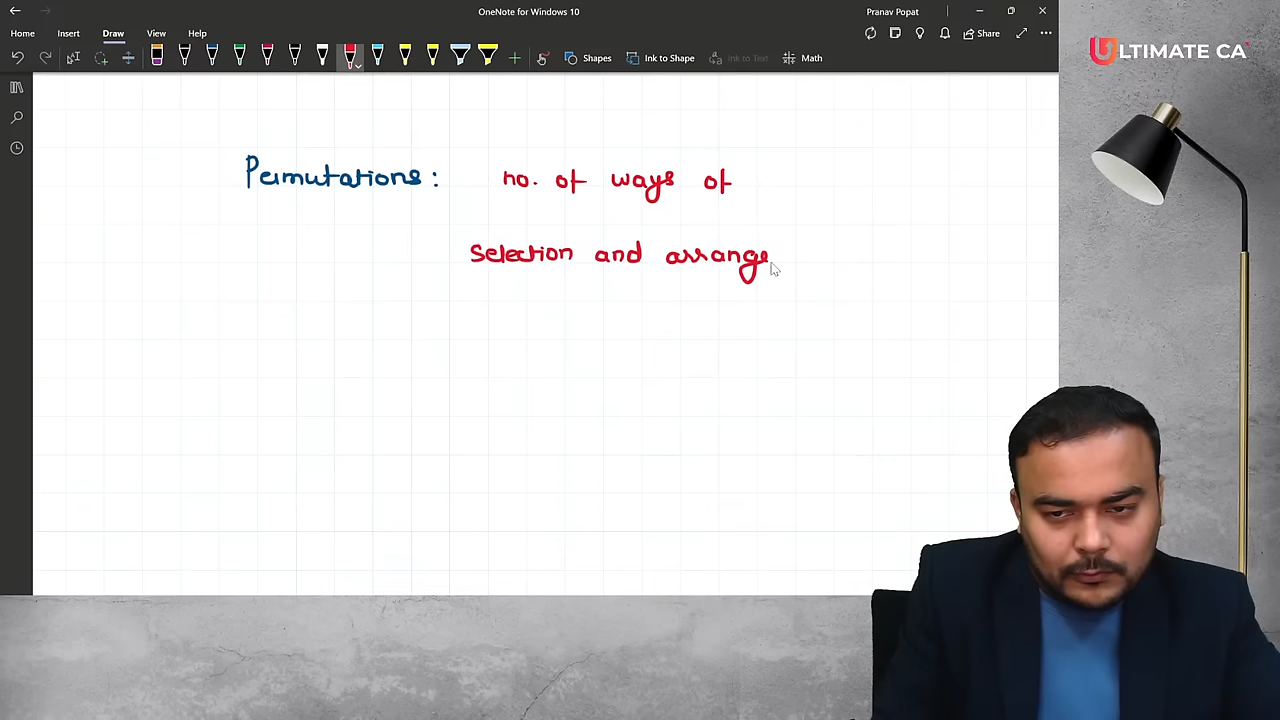 OneNote for Windows 10
Pranav Popat
Home Insert Draw View Help
Share
Shapes Ink to Shape Ink to Text Math
ULTIMATE CA
Permutations: no. of ways of
Selection and arrange